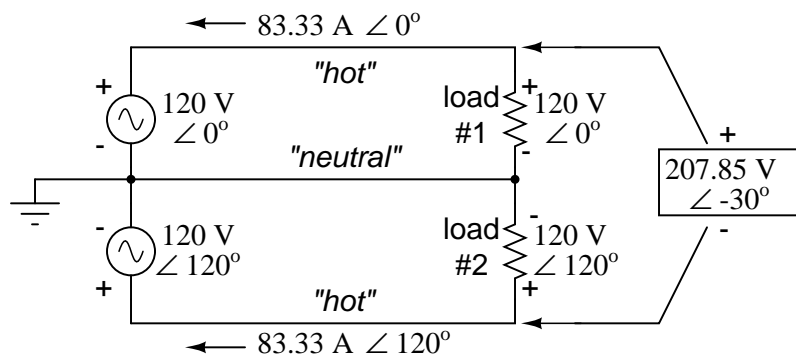 83.33 A ∠ 0°
"hot"
+
120 V
∠ 0°
-
load
#1
+
120 V
∠ 0°
-
+
207.85 V
∠ -30°
-
"neutral"
-
120 V
∠ 120°
+
load
#2
-
120 V
∠ 120°
+
"hot"
83.33 A ∠ 120°